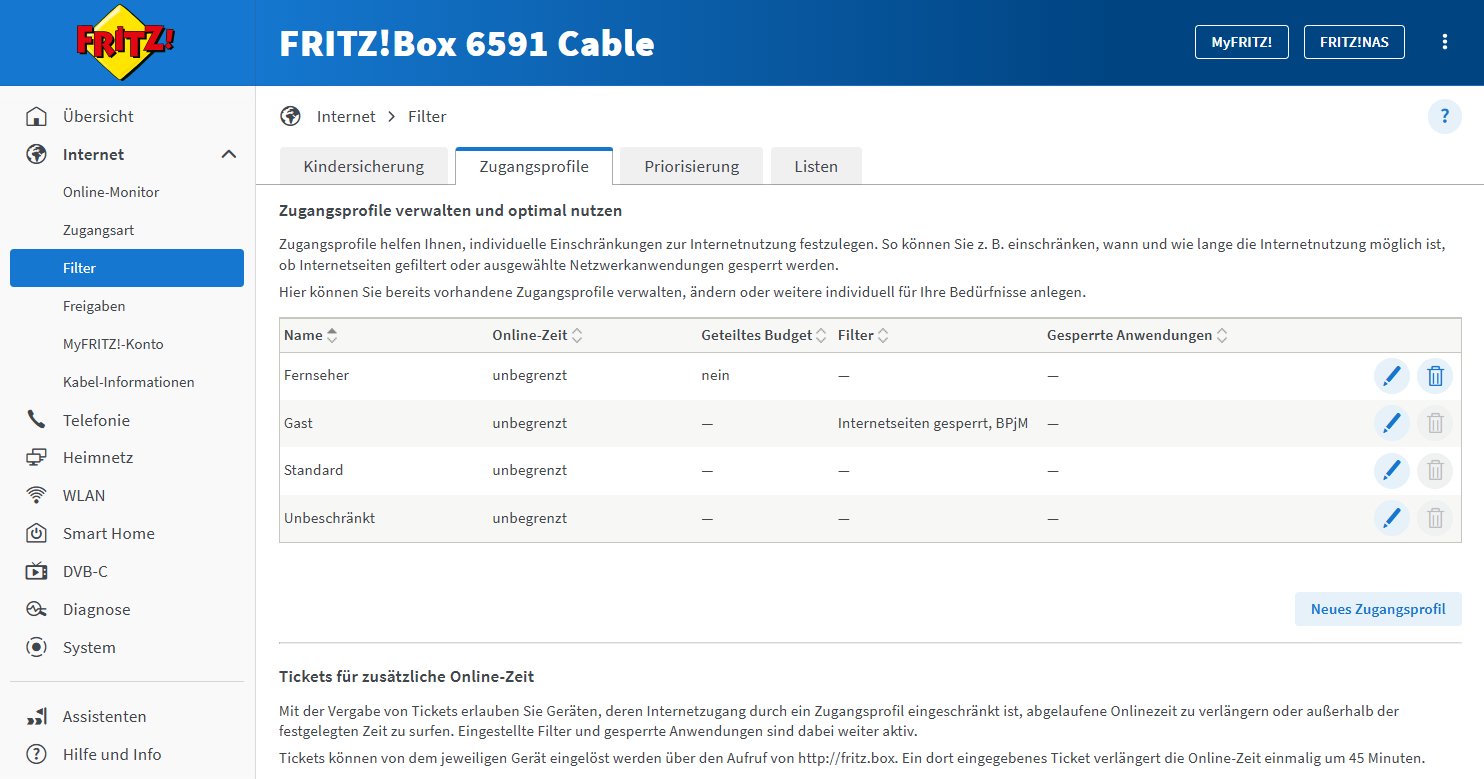 FRITZ!
FRITZ!Box 6591 Cable
MyFRITZ!
FRITZ!NAS
Übersicht
Internet
Online-Monitor
Zugangsart
Filter
Freigaben
MyFRITZ!-Konto
Kabel-Informationen
Telefonie
Heimnetz
WLAN
Smart Home
DVB-C
Diagnose
System
Assistenten
? Hilfe und Info
Internet > Filter
?
Kindersicherung Zugangsprofile Priorisierung Listen
Zugangsprofile verwalten und optimal nutzen
Zugangsprofile helfen Ihnen, individuelle Einschränkungen zur Internetnutzung festzulegen. So können Sie z. B. einschränken, wann und wie lange die Internetnutzung möglich ist,
ob Internetseiten gefiltert oder ausgewählte Netzwerkanwendungen gesperrt werden.
Hier können Sie bereits vorhandene Zugangsprofile verwalten, ändern oder weitere individuell für Ihre Bedürfnisse anlegen.
Name Online-Zeit Geteiltes Budget Filter Gesperrte Anwendungen
Fernseher unbegrenzt nein — —
Gast unbegrenzt — Internetseiten gesperrt, BPjM —
Standard unbegrenzt — — —
Unbeschränkt unbegrenzt — — —
Neues Zugangsprofil
Tickets für zusätzliche Online-Zeit
Mit der Vergabe von Tickets erlauben Sie Geräten, deren Internetzugang durch ein Zugangsprofil eingeschränkt ist, abgelaufene Onlinezeit zu verlängern oder außerhalb der
festgelegten Zeit zu surfen. Eingestellte Filter und gesperrte Anwendungen sind dabei weiter aktiv.
Tickets können von dem jeweiligen Gerät eingelöst werden über den Aufruf von http://fritz.box. Ein dort eingegebenes Ticket verlängert die Online-Zeit einmalig um 45 Minuten.